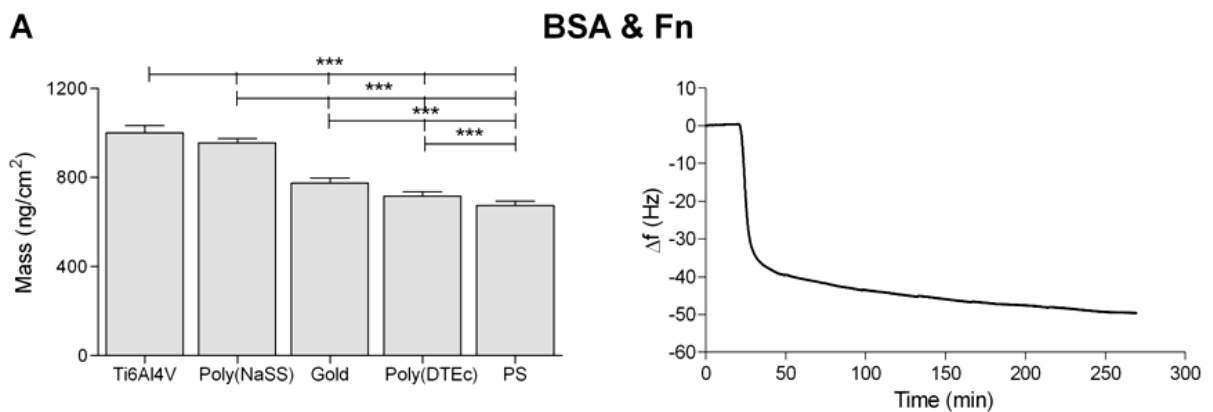 A
BSA & Fn
***
***
***
***
1200
800
400
0
Mass (ng/cm²)
Ti6Al4V Poly(NaSS) Gold Poly(DTEc) PS
10
0
-10
-20
-30
-40
-50
-60
Δf (Hz)
0 50 100 150 200 250 300
Time (min)